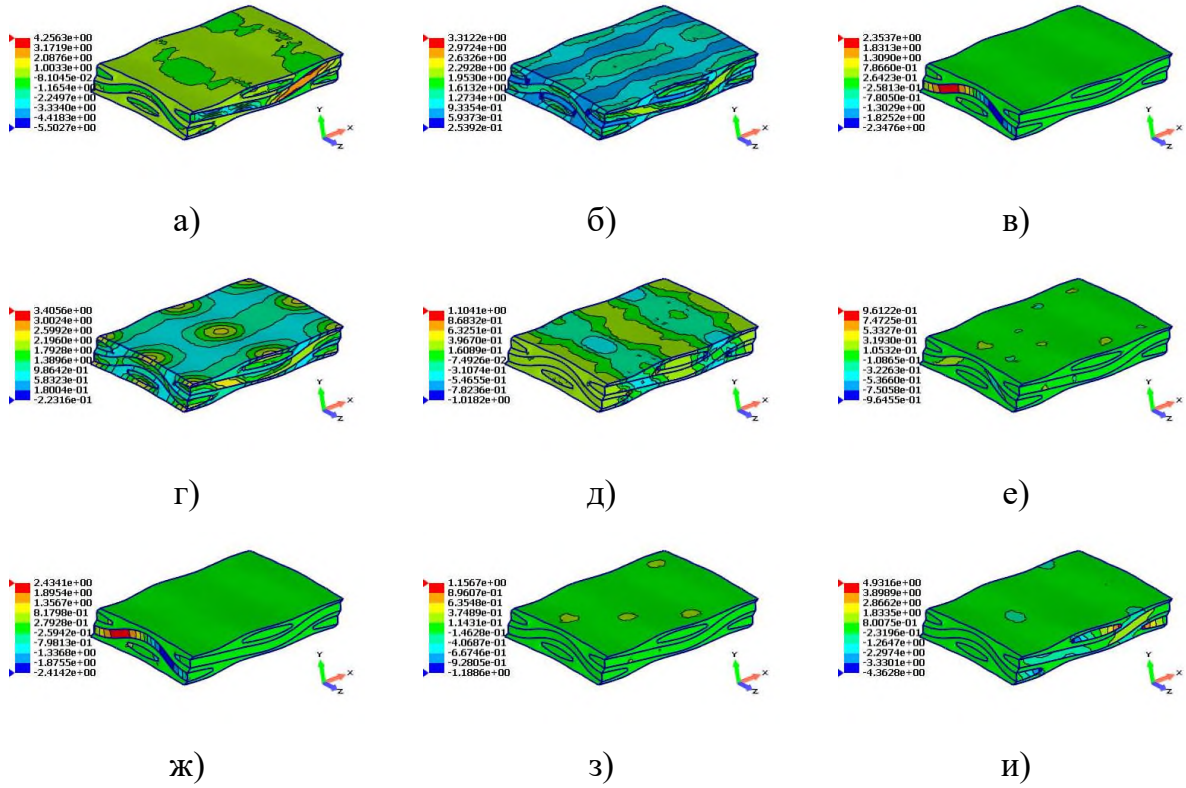 4.2563e+00
3.1719e+00
2.0876e+00
1.0033e+00
-8.1045e-02
-1.1654e+00
-2.2497e+00
-3.3340e+00
-4.4183e+00
-5.5027e+00
Y
X
Z
а)
3.3122e+00
2.9724e+00
2.6326e+00
2.2928e+00
1.9530e+00
1.6132e+00
1.2734e+00
9.3354e-01
5.9373e-01
2.5392e-01
Y
X
Z
б)
2.3537e+00
1.8313e+00
1.3090e+00
7.8660e-01
2.6423e-01
-2.5813e-01
-7.8050e-01
-1.3029e+00
-1.8252e+00
-2.3476e+00
Y
X
Z
в)
3.4056e+00
3.0024e+00
2.5992e+00
2.1960e+00
1.7928e+00
1.3896e+00
9.8642e-01
5.8323e-01
1.8004e-01
-2.2316e-01
Y
X
Z
г)
1.1041e+00
8.6832e-01
6.3251e-01
3.9670e-01
1.6089e-01
-7.4926e-02
-3.1074e-01
-5.4655e-01
-7.8236e-01
-1.0182e+00
Y
X
Z
д)
9.6122e-01
7.4725e-01
5.3327e-01
3.1930e-01
1.0532e-01
-1.0865e-01
-3.2263e-01
-5.3660e-01
-7.5058e-01
-9.6455e-01
Y
X
Z
е)
2.4341e+00
1.8954e+00
1.3567e+00
8.1798e-01
2.7928e-01
-2.5942e-01
-7.9813e-01
-1.3368e+00
-1.8755e+00
-2.4142e+00
Y
X
Z
ж)
1.1567e+00
8.9607e-01
6.3548e-01
3.7489e-01
1.1431e-01
-1.4628e-01
-4.0687e-01
-6.6746e-01
-9.2805e-01
-1.1886e+00
Y
X
Z
з)
4.9316e+00
3.8989e+00
2.8662e+00
1.8335e+00
8.0075e-01
-2.3196e-01
-1.2647e+00
-2.2974e+00
-3.3301e+00
-4.3628e+00
Y
X
Z
и)